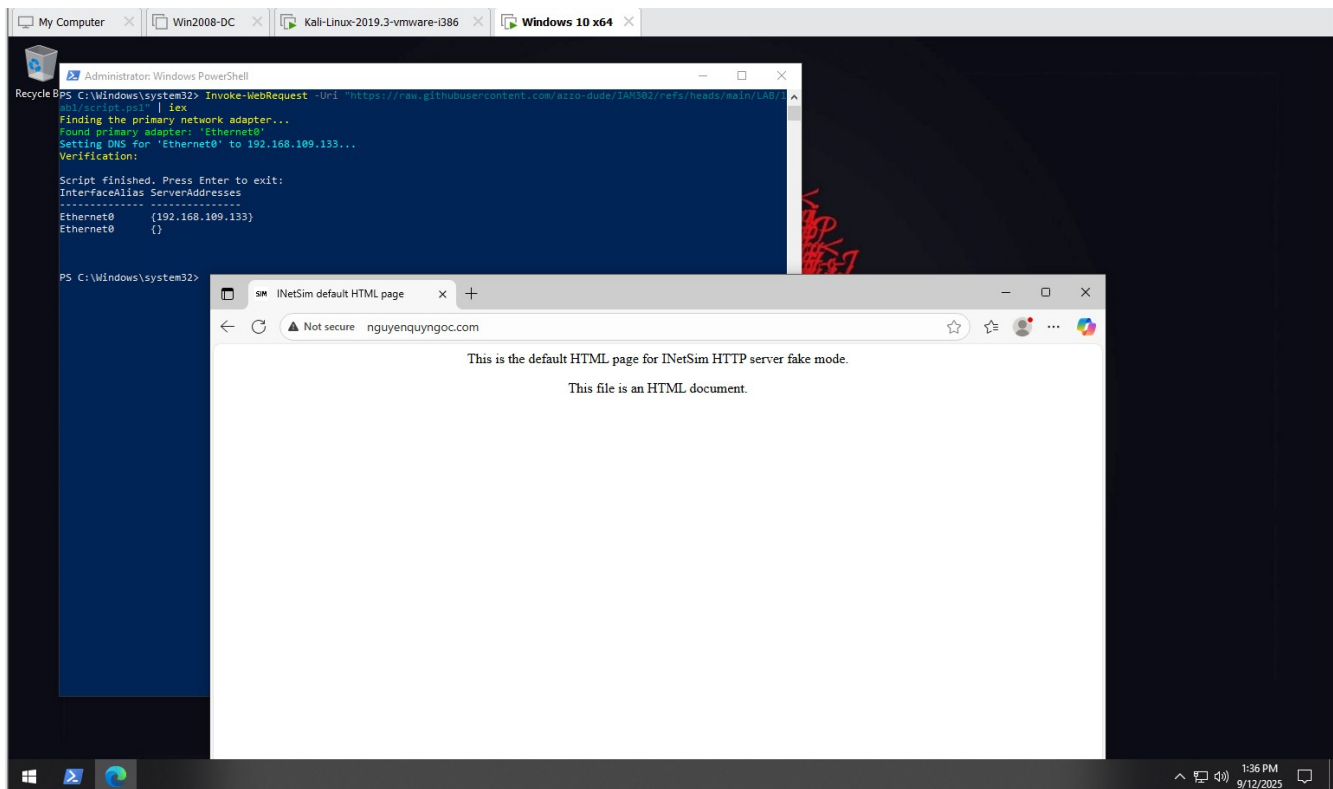 My Computer
Win2008-DC
Kali-Linux-2019.3-vmware-i386
Windows 10 x64
Administrator: Windows PowerShell
Recycle B
PS C:\Windows\system32> Invoke-WebRequest -Uri "https://raw.githubusercontent.com/azzo-dude/IAM302/refs/heads/main/LAB/l
ab1/script.ps1" | iex
Finding the primary network adapter...
Found primary adapter: 'Ethernet0'
Setting DNS for 'Ethernet0' to 192.168.109.133...
Verification:
Script finished. Press Enter to exit:
InterfaceAlias ServerAddresses
-------------- ---------------
Ethernet0 {192.168.109.133}
Ethernet0 {}
PS C:\Windows\system32>
SIM INetSim default HTML page
Not secure nguyenquyngoc.com
This is the default HTML page for INetSim HTTP server fake mode.
This file is an HTML document.
1:36 PM
9/12/2025